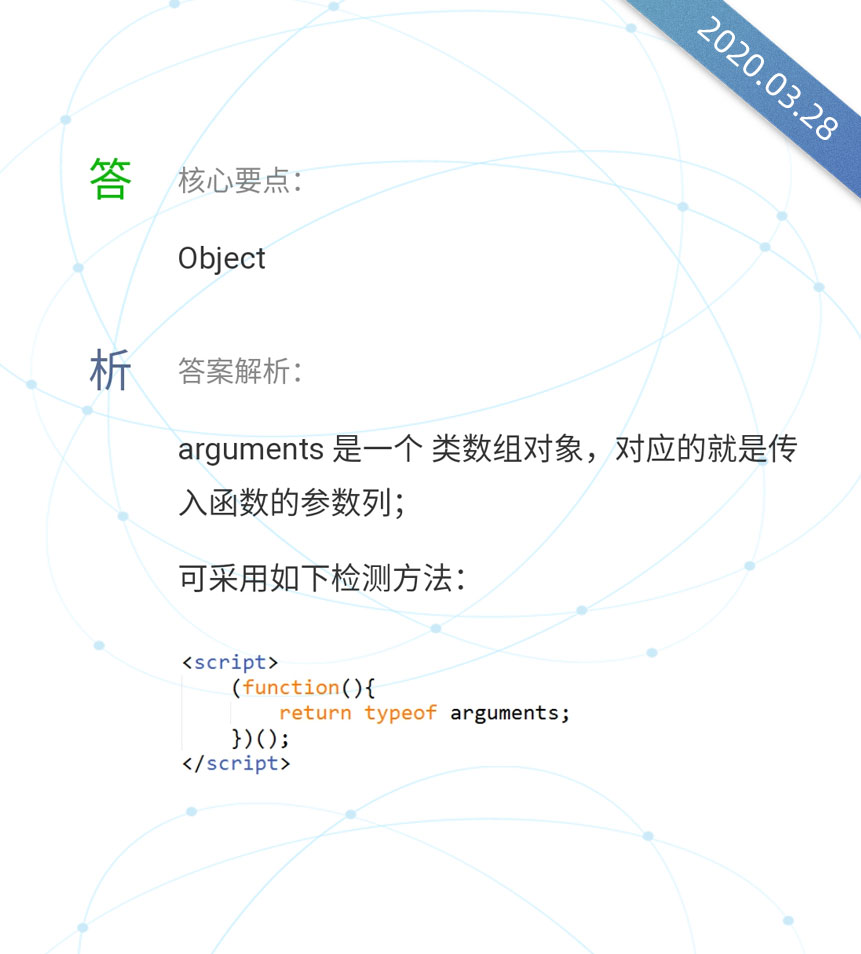 2020.03.28
答 核心要点：
Object
析 答案解析：
arguments 是一个 类数组对象，对应的就是传
入函数的参数列；
可采用如下检测方法：
<script>
    (function(){
        return typeof arguments;
    })();
</script>